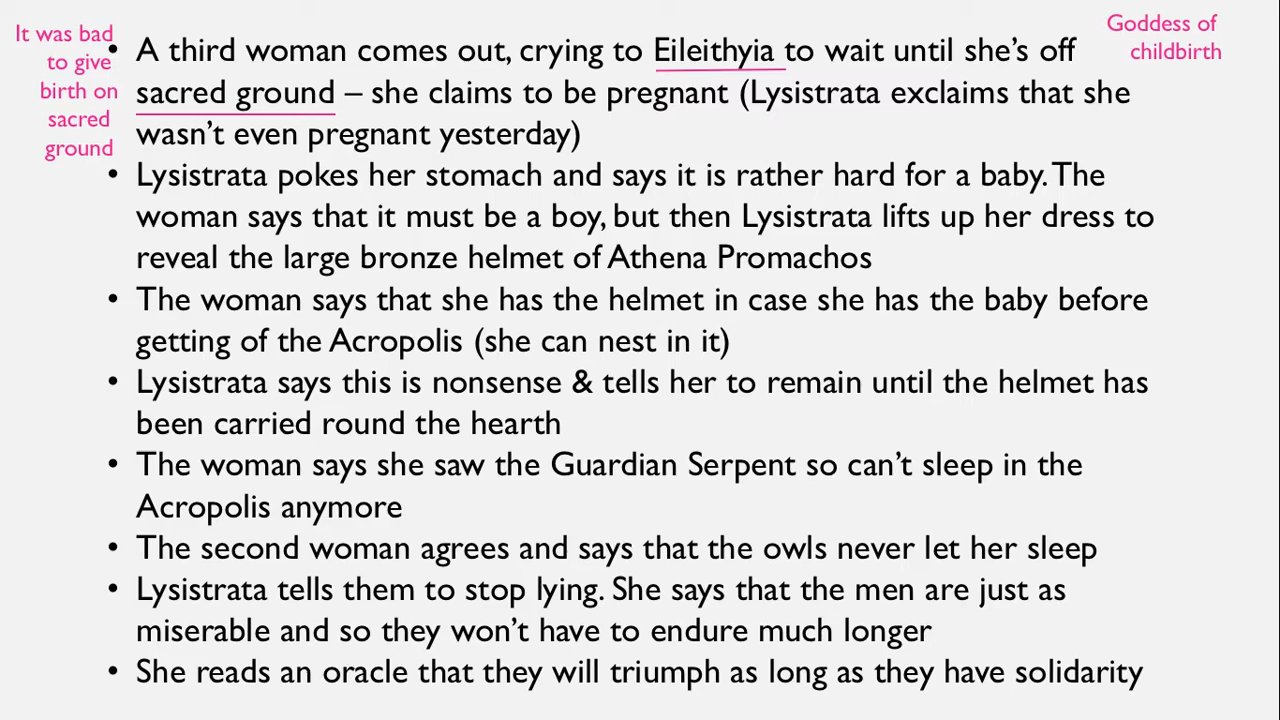 It was bad
to give
birth on
sacred
ground
Goddess of
childbirth
• A third woman comes out, crying to Eileithyia to wait until she's off
sacred ground – she claims to be pregnant (Lysistrata exclaims that she
wasn't even pregnant yesterday)
• Lysistrata pokes her stomach and says it is rather hard for a baby. The
woman says that it must be a boy, but then Lysistrata lifts up her dress to
reveal the large bronze helmet of Athena Promachos
• The woman says that she has the helmet in case she has the baby before
getting of the Acropolis (she can nest in it)
• Lysistrata says this is nonsense & tells her to remain until the helmet has
been carried round the hearth
• The woman says she saw the Guardian Serpent so can't sleep in the
Acropolis anymore
• The second woman agrees and says that the owls never let her sleep
• Lysistrata tells them to stop lying. She says that the men are just as
miserable and so they won't have to endure much longer
• She reads an oracle that they will triumph as long as they have solidarity